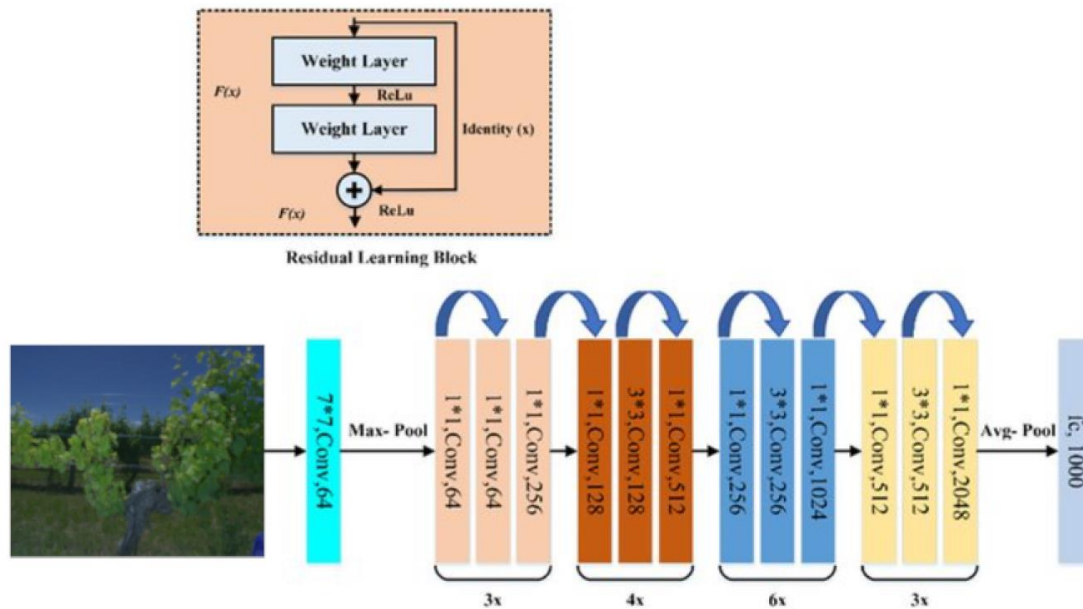 Weight Layer
F(x)
ReLu
Weight Layer
Identity (x)
+
F(x)
ReLu
Residual Learning Block
7*7,Conv,64
Max- Pool
1*1,Conv,64
1*1,Conv,64
1*1,Conv,256
1*1,Conv,128
3*3,Conv,128
1*1,Conv,512
1*1,Conv,256
3*3,Conv,256
1*1,Conv,1024
1*1,Conv,512
3*3,Conv,512
1*1,Conv,2048
Avg- Pool
fc, 1000
3x
4x
6x
3x